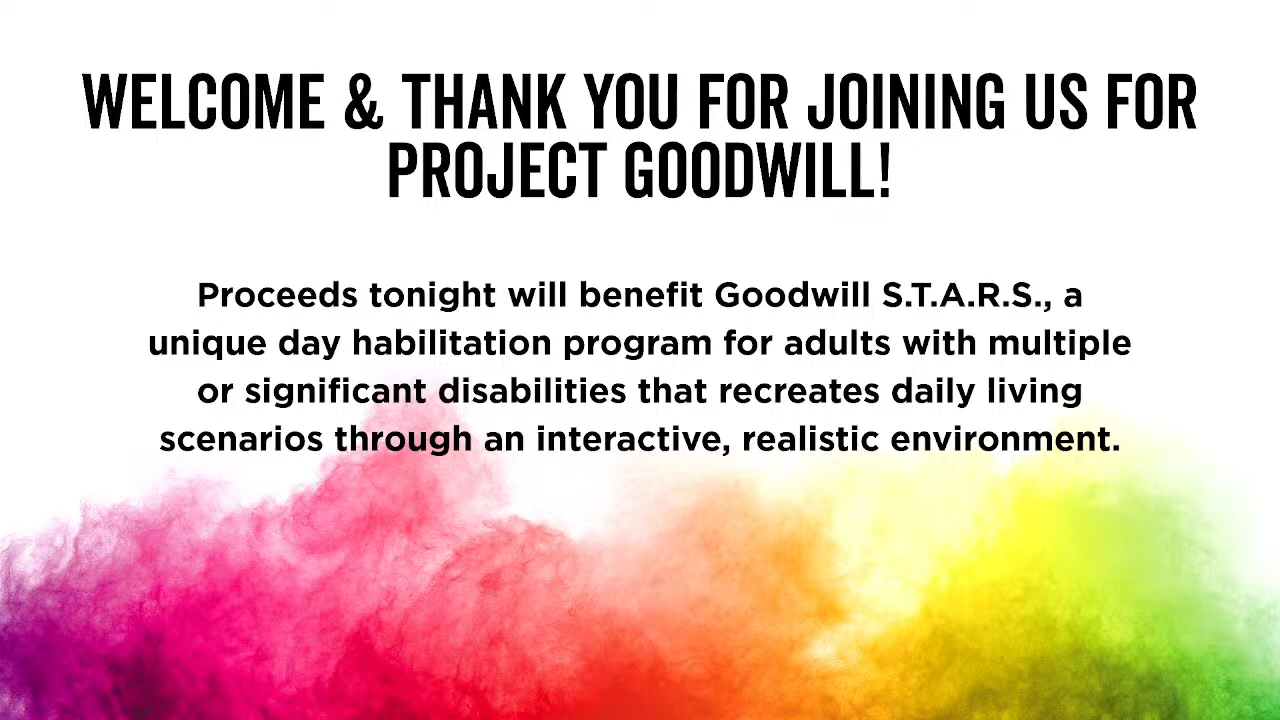 WELCOME & THANK YOU FOR JOINING US FOR
PROJECT GOODWILL!
Proceeds tonight will benefit Goodwill S.T.A.R.S., a
unique day habilitation program for adults with multiple
or significant disabilities that recreates daily living
scenarios through an interactive, realistic environment.